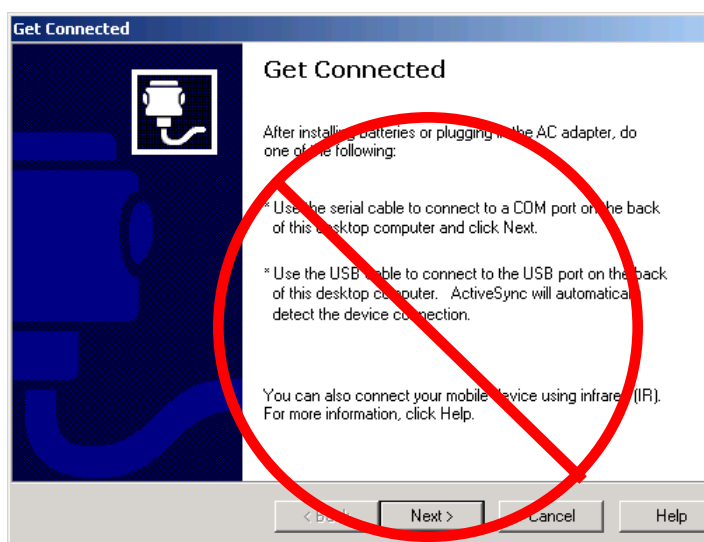 Get Connected
Get Connected
After installing batteries or plugging in the AC adapter, do
one of the following:
* Use the serial cable to connect to a COM port on the back
of this desktop computer and click Next.
* Use the USB cable to connect to the USB port on the back
of this desktop computer. ActiveSync will automatically
detect the device connection.
You can also connect your mobile device using infrared (IR).
For more information, click Help.
< Back Next > Cancel Help